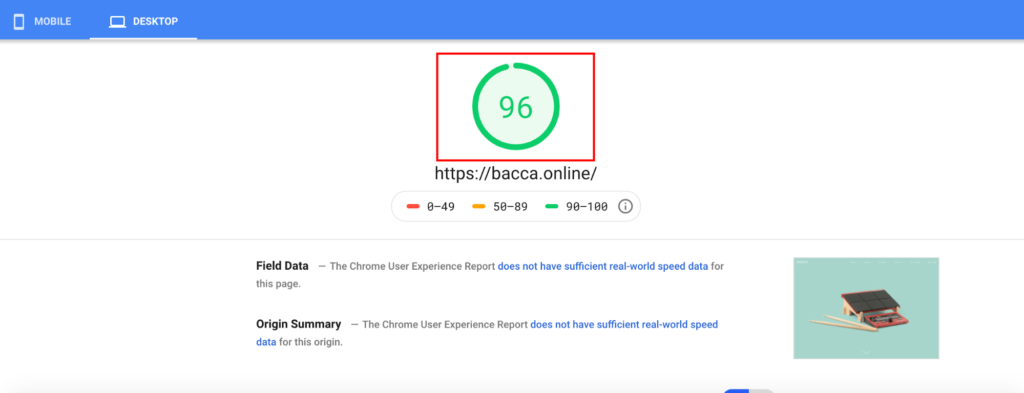 MOBILE
DESKTOP
96
https://bacca.online/
0–49
50–89
90–100
Field Data — The Chrome User Experience Report does not have sufficient real-world speed data for
this page.
Origin Summary — The Chrome User Experience Report does not have sufficient real-world speed
data for this origin.